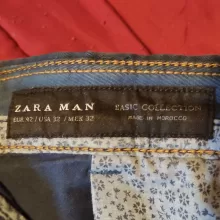 ZARA MAN
BASIC COLLECTION
EUR 42 / USA 32 / MEX 32
MADE IN MOROCCO